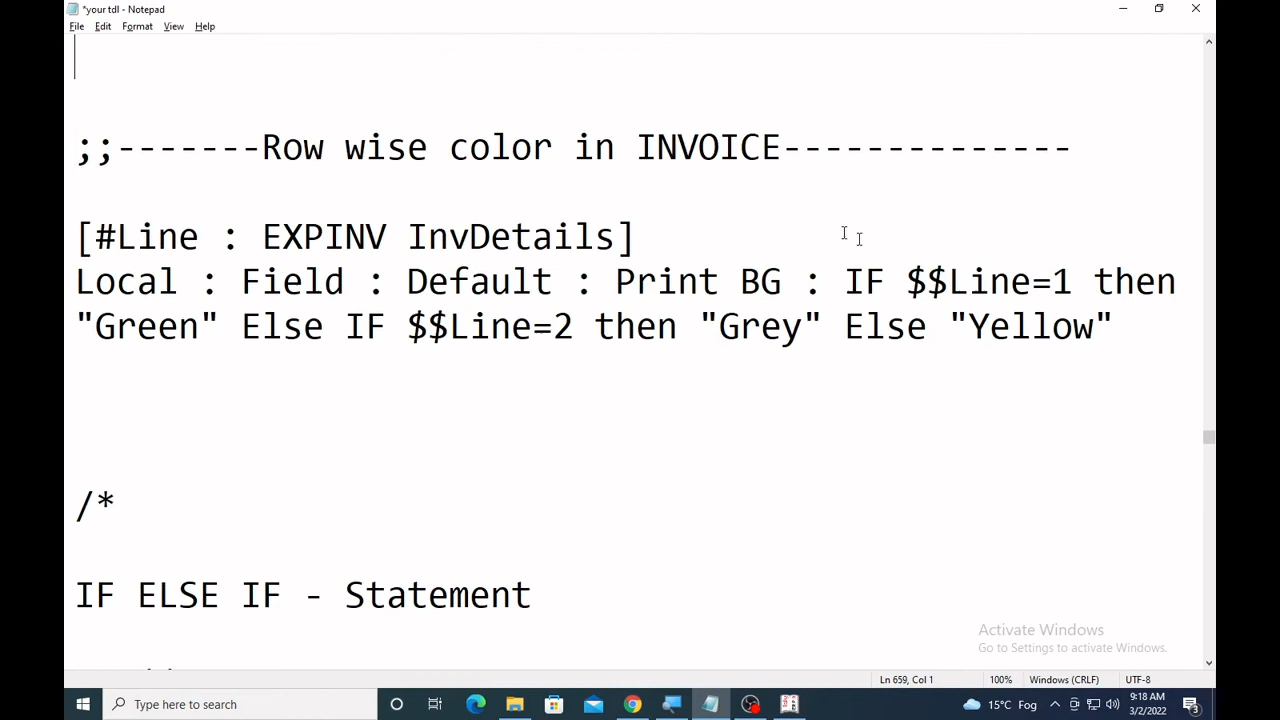 *your tdl - Notepad
File Edit Format View Help
;;-------Row wise color in INVOICE--------------
[#Line : EXPINV InvDetails]
Local : Field : Default : Print BG : IF $$Line=1 then
"Green" Else IF $$Line=2 then "Grey" Else "Yellow"
/*
IF ELSE IF - Statement
Activate Windows
Go to Settings to activate Windows.
Ln 659, Col 1 100% Windows (CRLF) UTF-8
Type here to search
15°C Fog
9:18 AM
3/2/2022
3